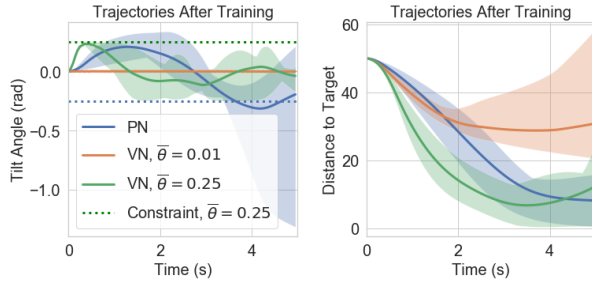 Trajectories After Training
Tilt Angle (rad)
0.0
−0.5
−1.0
PN
VN, θ̅ = 0.01
VN, θ̅ = 0.25
Constraint, θ̅ = 0.25
0 2 4
Time (s)
Trajectories After Training
Distance to Target
60
40
20
0
0 2 4
Time (s)